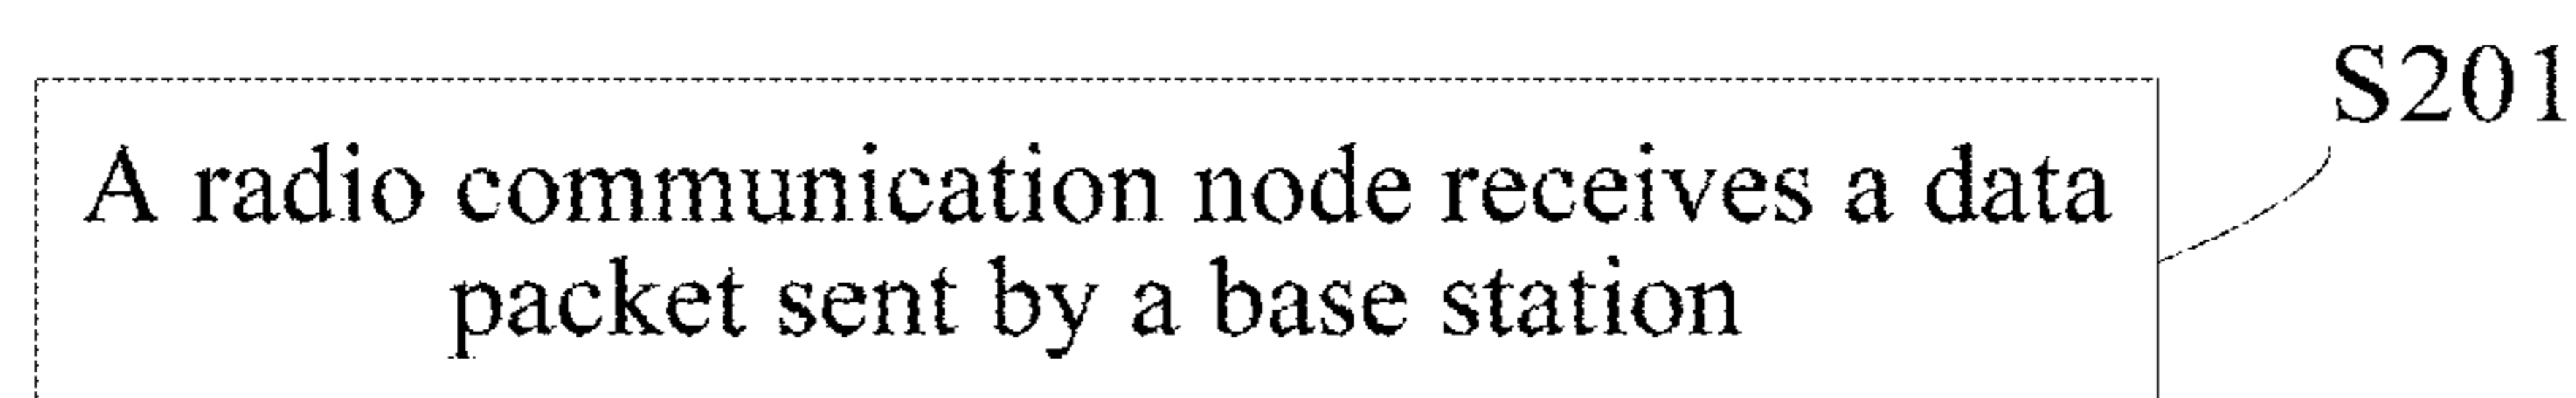 S201
A radio communication node receives a data
packet sent by a base station